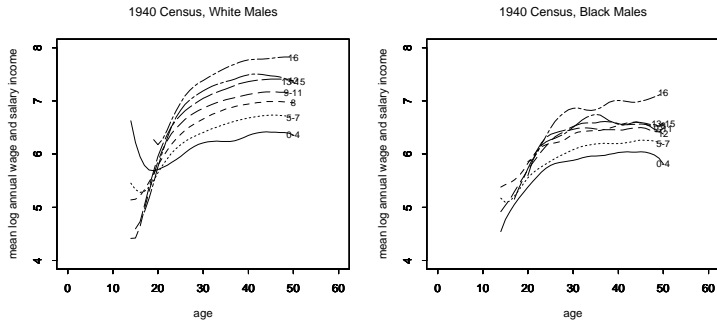 1940 Census, White Males
mean log annual wage and salary income
8
7
6
5
4
16
13-15
9-11
8
5-7
0-4
0 10 20 30 40 50 60
age
1940 Census, Black Males
mean log annual wage and salary income
8
7
6
5
4
16
13-15
12
5-7
0-4
0 10 20 30 40 50 60
age